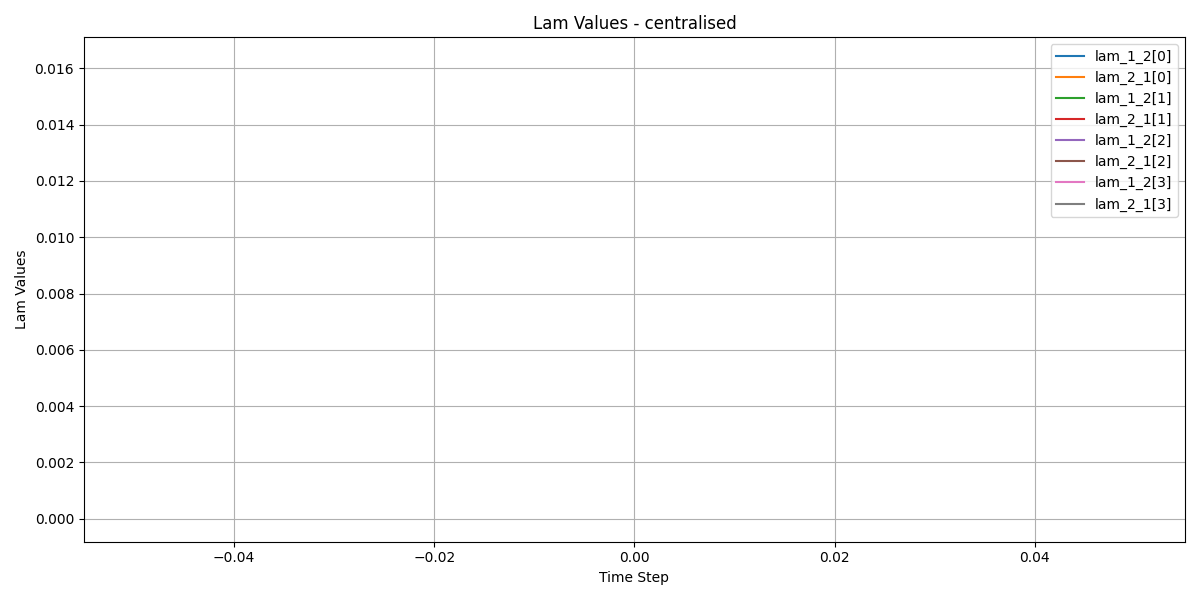 Lam Values - centralised
lam_1_2[0]
lam_2_1[0]
lam_1_2[1]
lam_2_1[1]
lam_1_2[2]
lam_2_1[2]
lam_1_2[3]
lam_2_1[3]
Lam Values
0.016
0.014
0.012
0.010
0.008
0.006
0.004
0.002
0.000
−0.04
−0.02
0.00
0.02
0.04
Time Step